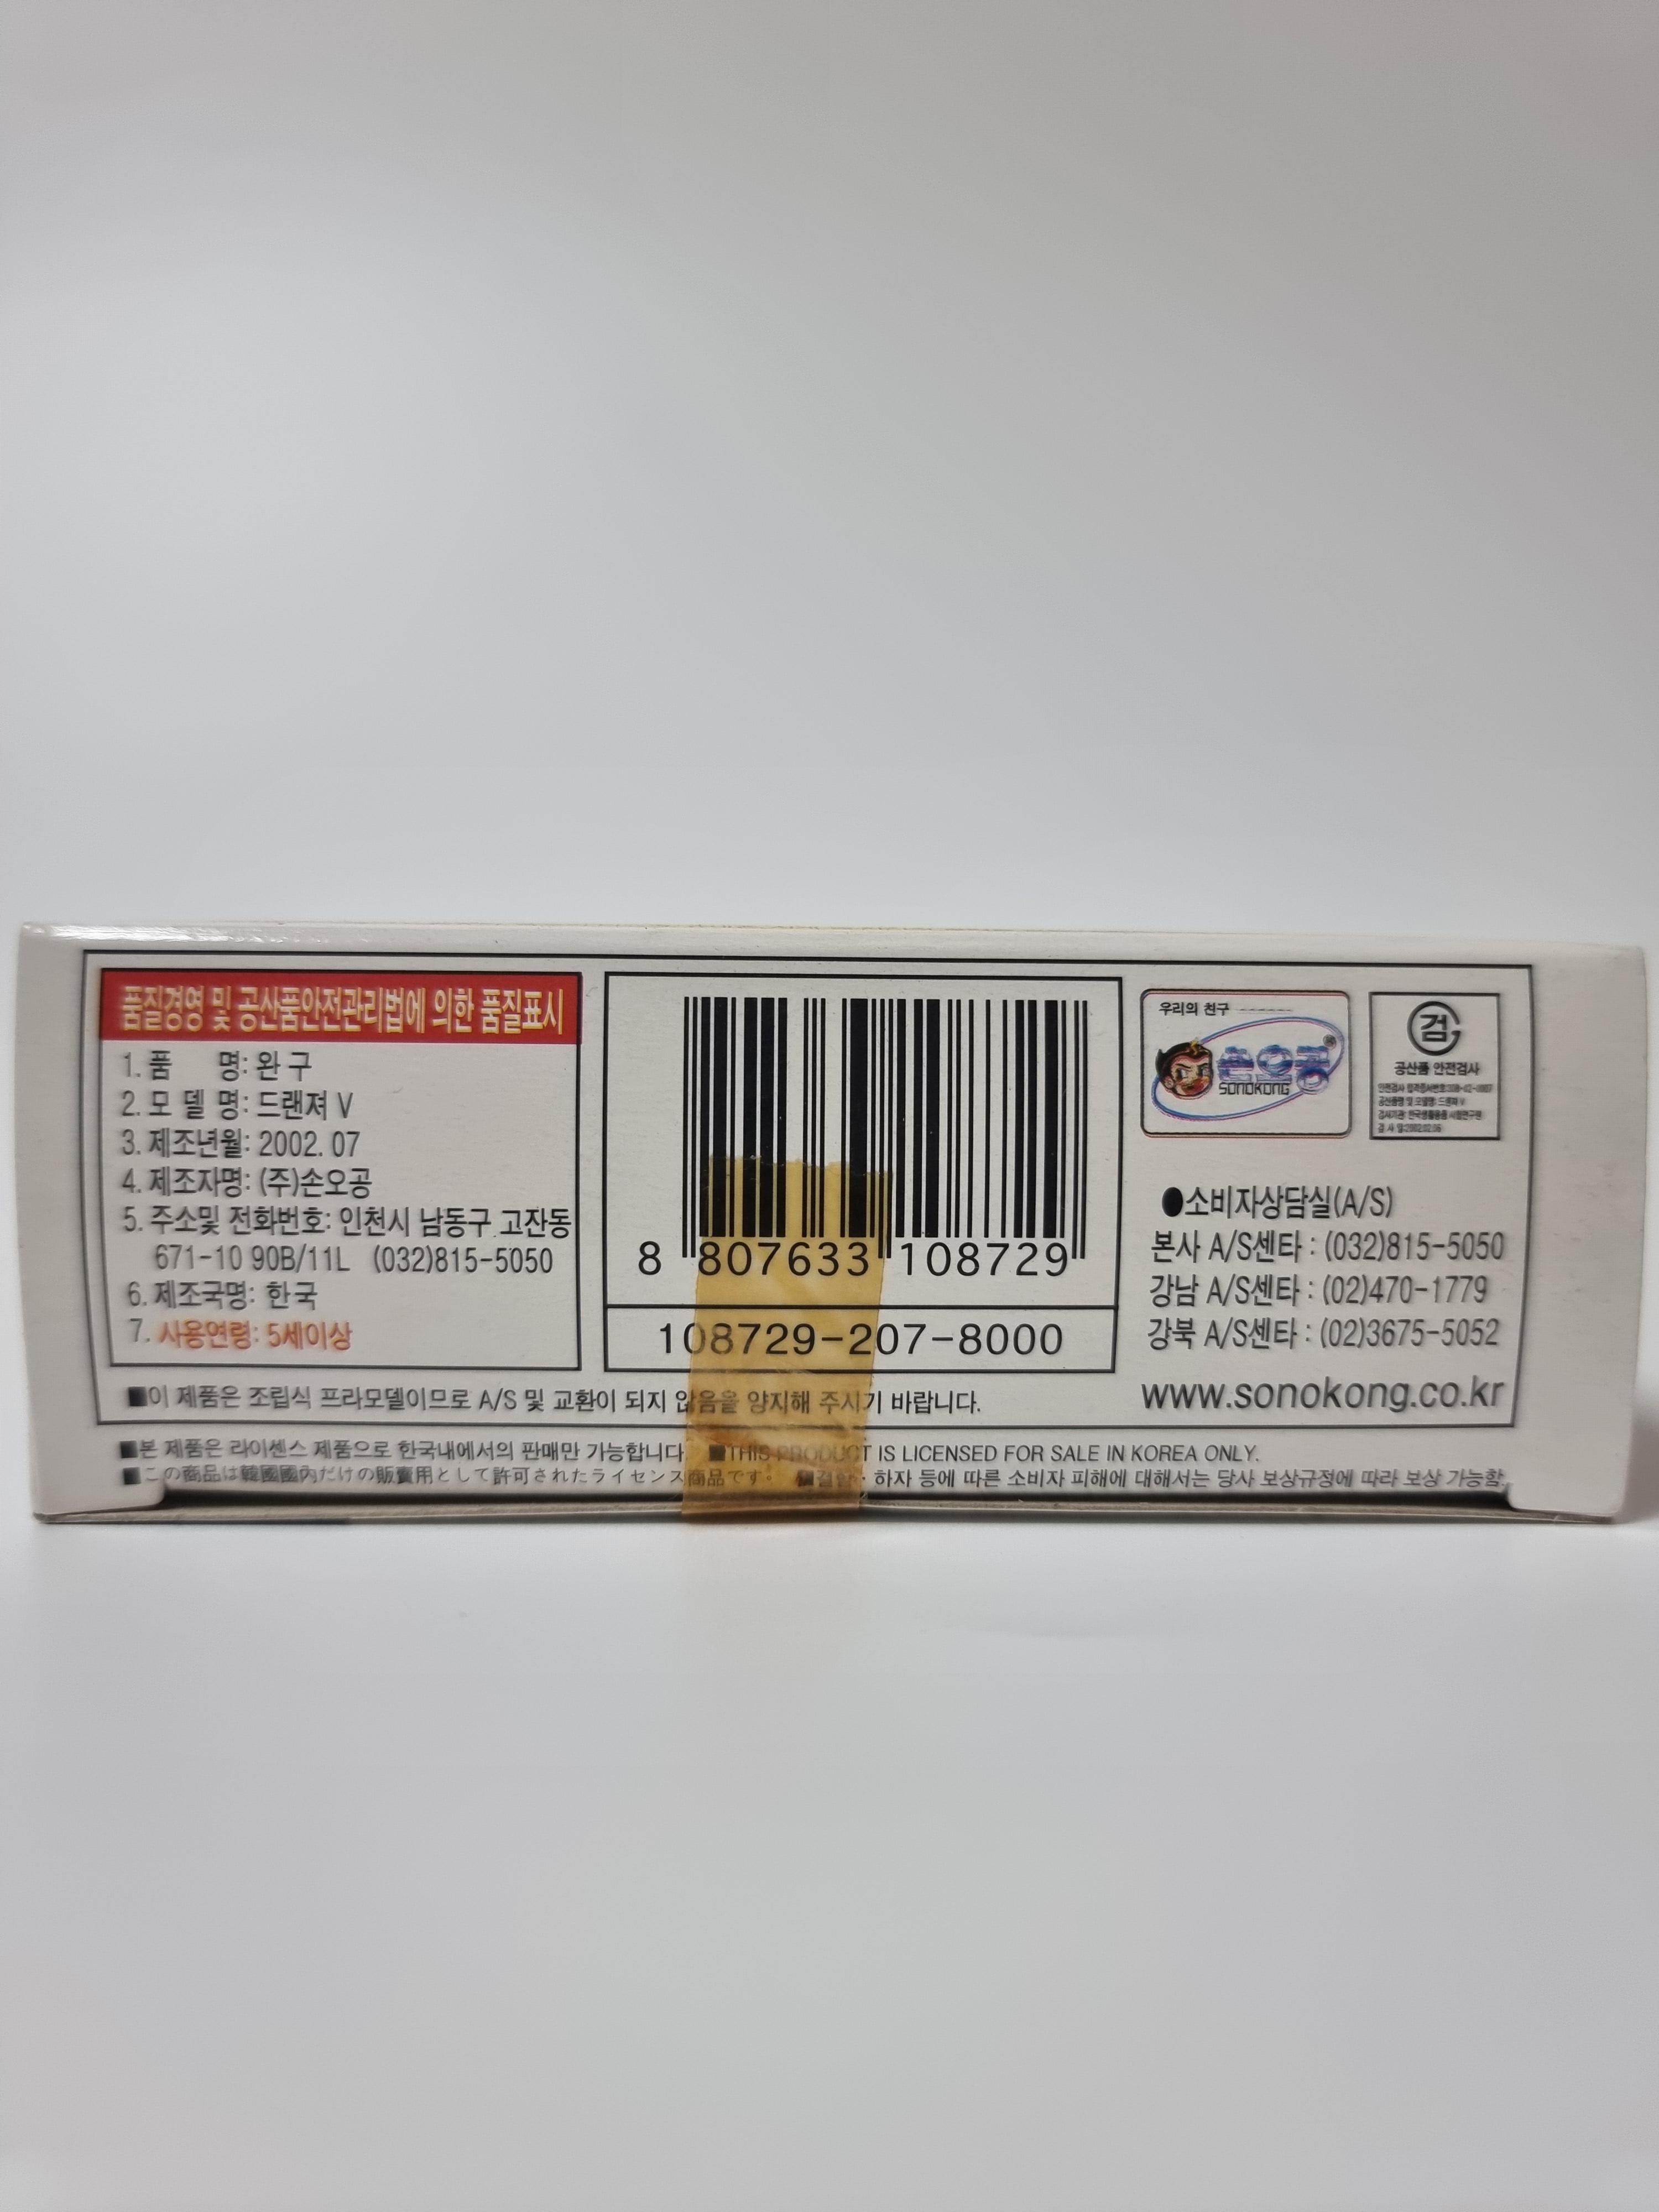 품질경영 및 공산품안전관리법에 의한 품질표시
1. 품 명: 완 구
2. 모 델 명: 드랜져 V
3. 제조년월: 2002. 07
4. 제조자명: (주)손오공
5. 주소및 전화번호: 인천시 남동구 고잔동
671-10 90B/11L (032)815-5050
6. 제조국명: 한국
7. 사용연령: 5세이상
8 807633 108729
108729-207-8000
우리의 친구
손오공
SONOKONG
검
공산품 안전검사
공산품명 및 모델명: 드랜져 V
●소비자상담실(A/S)
본사 A/S센타 : (032)815-5050
강남 A/S센타 : (02)470-1779
강북 A/S센타 : (02)3675-5052
www.sonokong.co.kr
■이 제품은 조립식 프라모델이므로 A/S 및 교환이 되지 않음을 양지해 주시기 바랍니다.
■본 제품은 라이센스 제품으로 한국내에서의 판매만 가능합니다 ■THIS PRODUCT IS LICENSED FOR SALE IN KOREA ONLY.
■この商品は韓國國內だけの販賣用として許可されたライセンス商品です。 ■결함·하자 등에 따른 소비자 피해에 대해서는 당사 보상규정에 따라 보상 가능함.